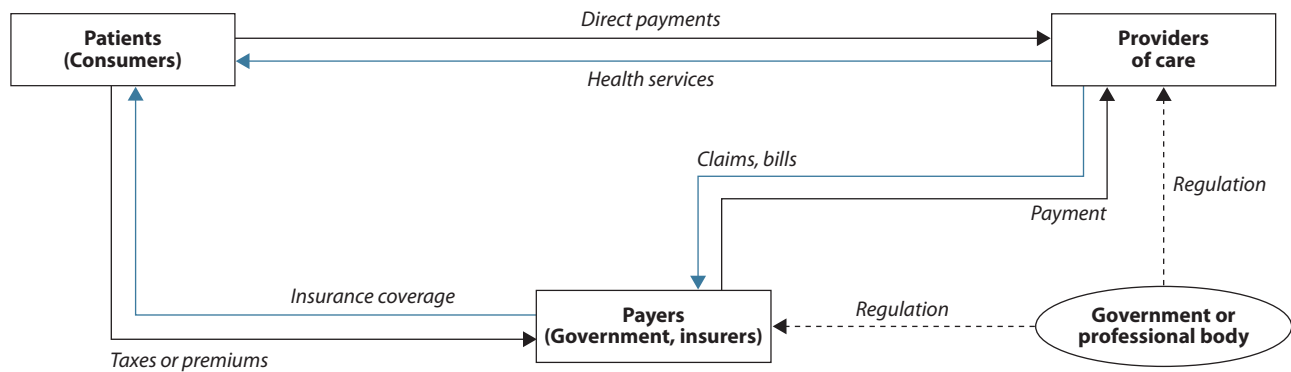 Direct payments
Patients
(Consumers)
Providers
of care
Health services
Claims, bills
Regulation
Payment
Insurance coverage
Payers
(Government, insurers)
Regulation
Government or
professional body
Taxes or premiums